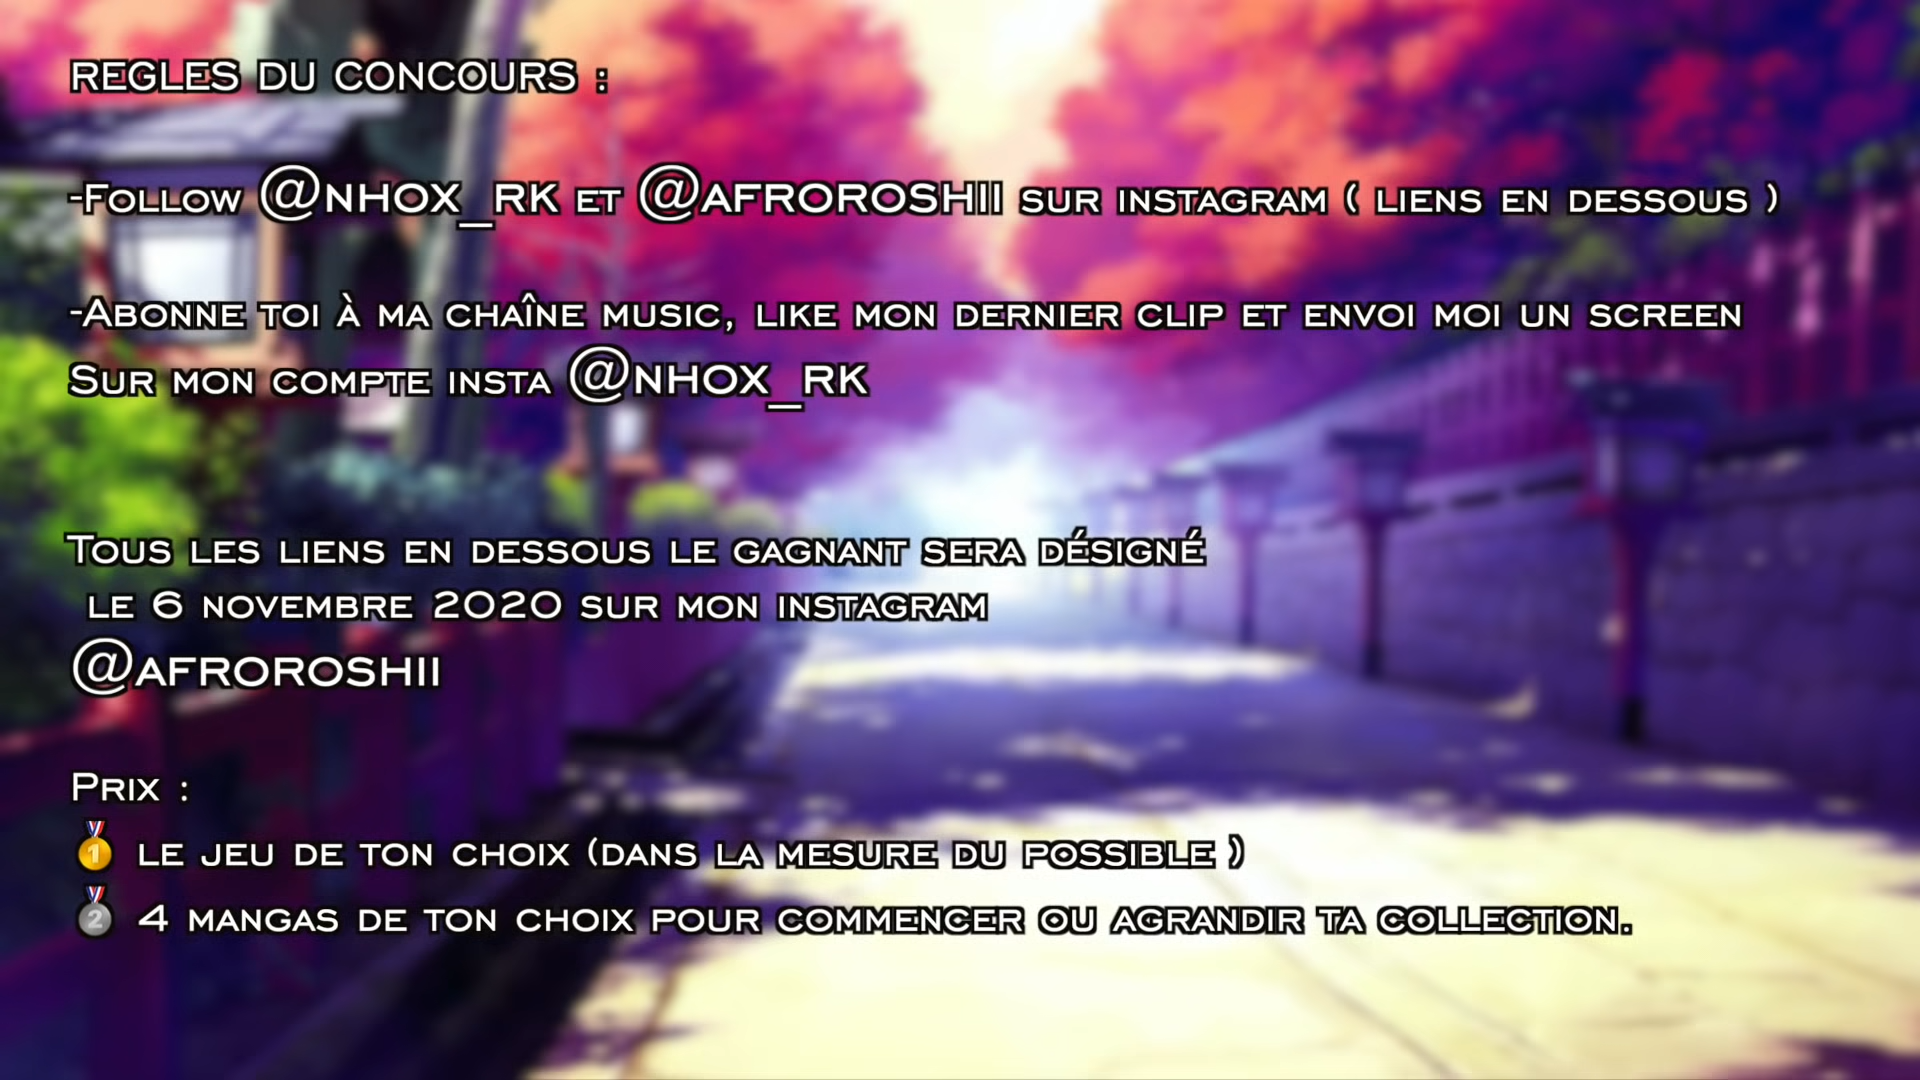 REGLES DU CONCOURS :
-Follow @NHOX_RK et @AFROROSHII sur instagram ( liens en dessous )
-Abonne toi à ma chaîne music, like mon dernier clip et envoi moi un screen
Sur mon compte insta @NHOX_RK
Tous les liens en dessous le gagnant sera désigné
le 6 novembre 2020 sur mon instagram
@AFROROSHII
Prix :
🥇 le jeu de ton choix (dans la mesure du possible )
🥈 4 mangas de ton choix pour commencer ou agrandir ta collection.